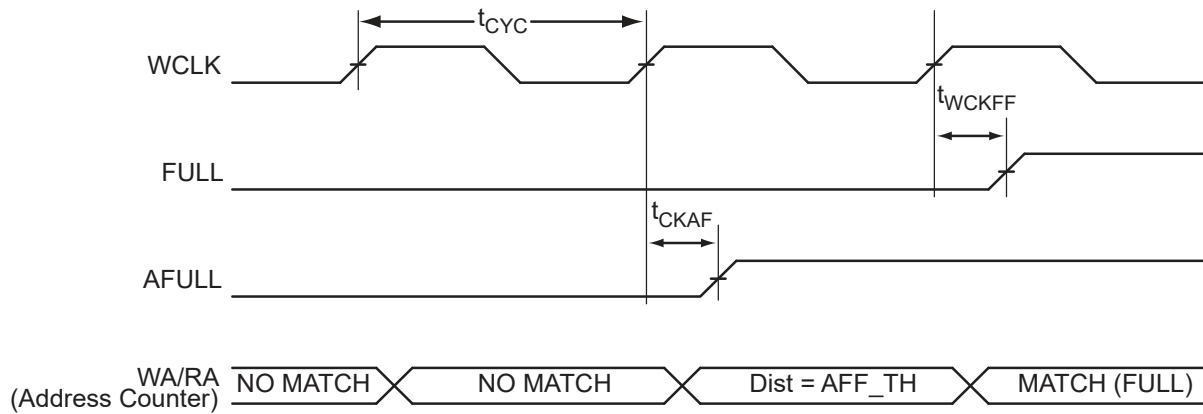 tCYC
WCLK
tWCKFF
FULL
tCKAF
AFULL
WA/RA
(Address Counter)
NO MATCH
NO MATCH
Dist = AFF_TH
MATCH (FULL)